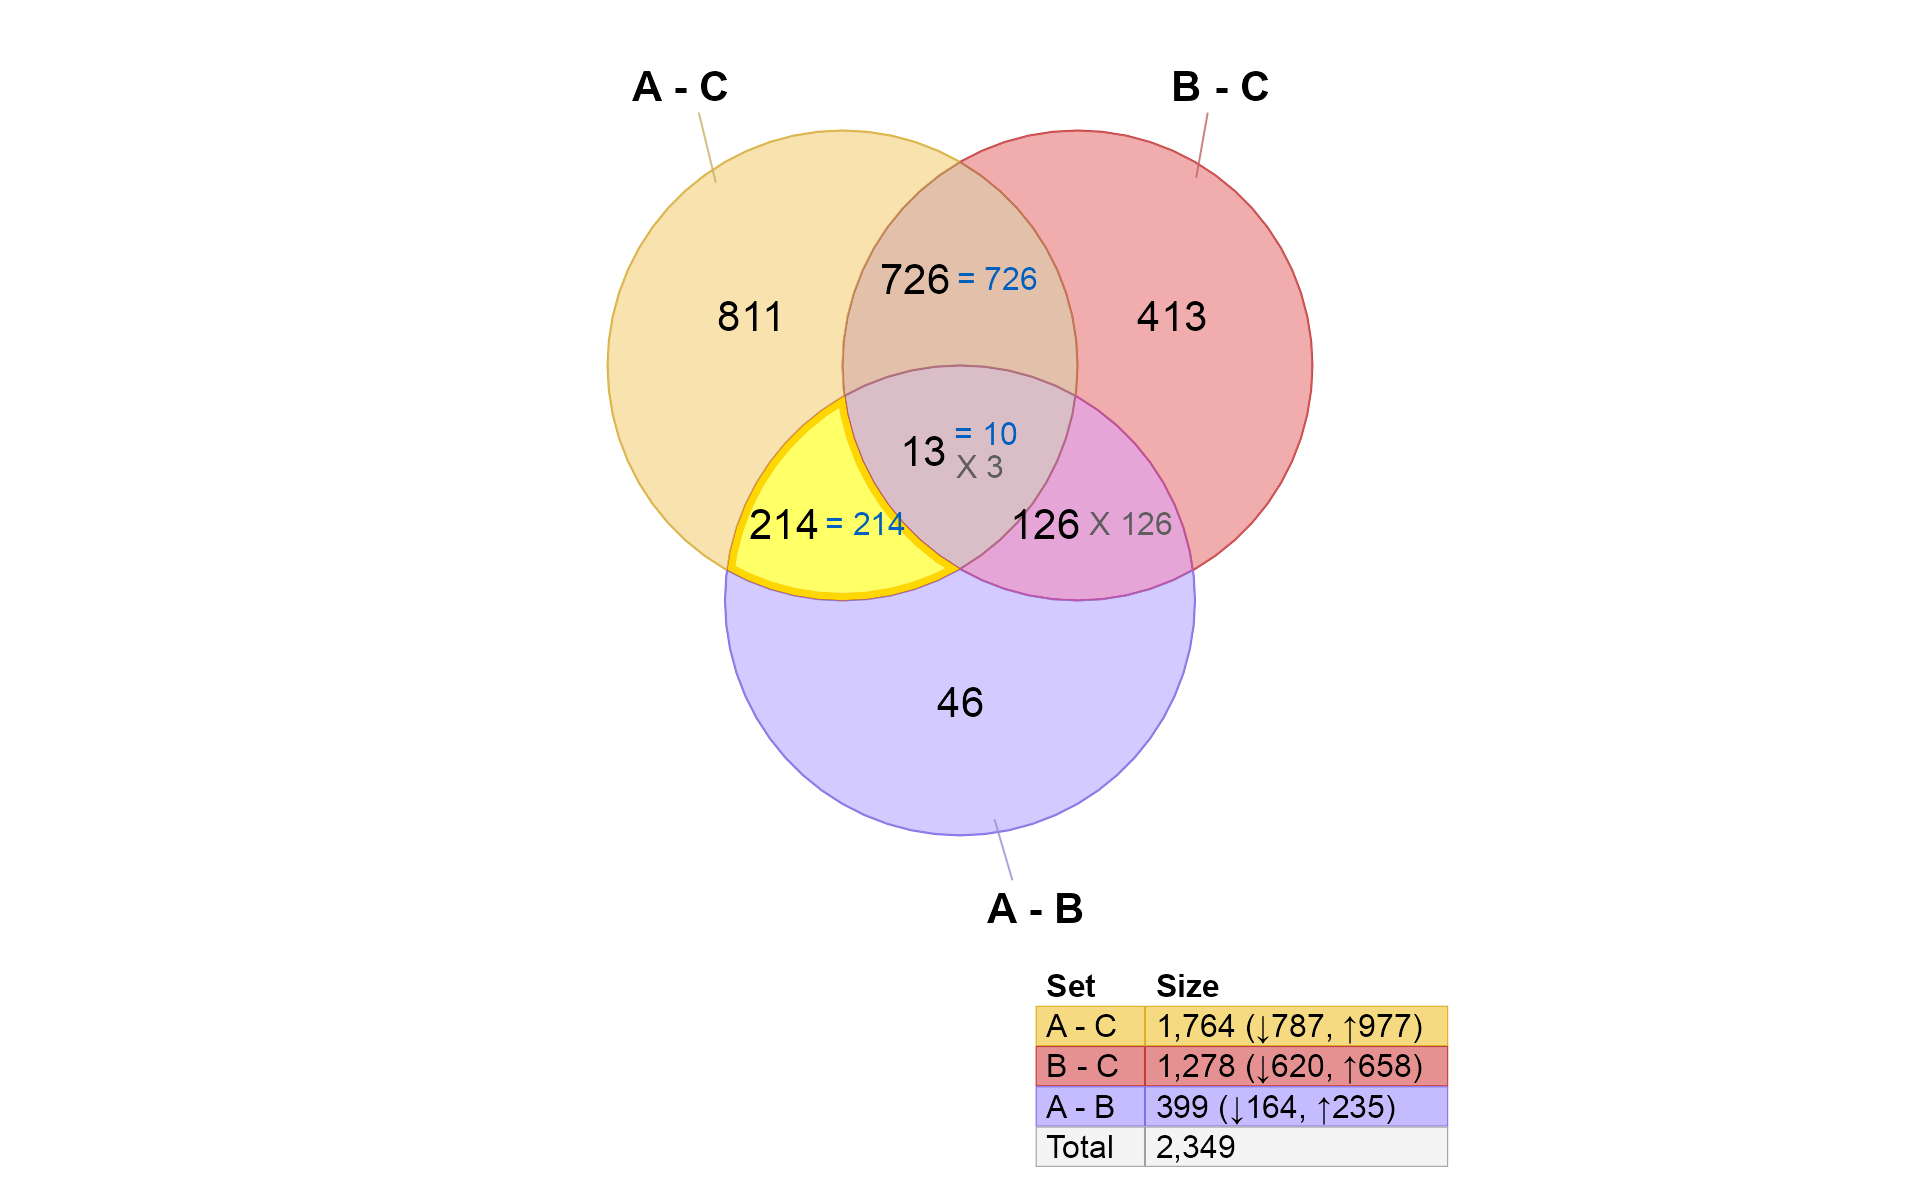 A - C
B - C
726 = 726
811
413
13 = 10
X 3
214 = 214
126 X 126
46
A - B
Set Size
A - C 1,764 (↓787, ↑977)
B - C 1,278 (↓620, ↑658)
A - B 399 (↓164, ↑235)
Total 2,349